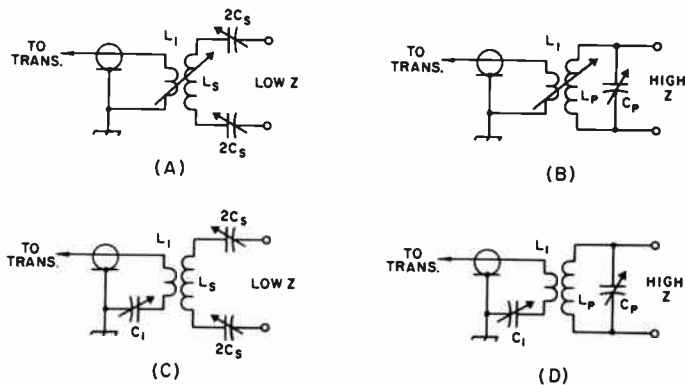 2Cs
L1
TO
TRANS.
Ls
LOW Z
2Cs
(A)
L1
TO
TRANS.
LP
CP
HIGH
Z
(B)
2Cs
L1
TO
TRANS.
Ls
LOW Z
C1
2Cs
(C)
L1
TO
TRANS.
LP
CP
HIGH
Z
C1
(D)